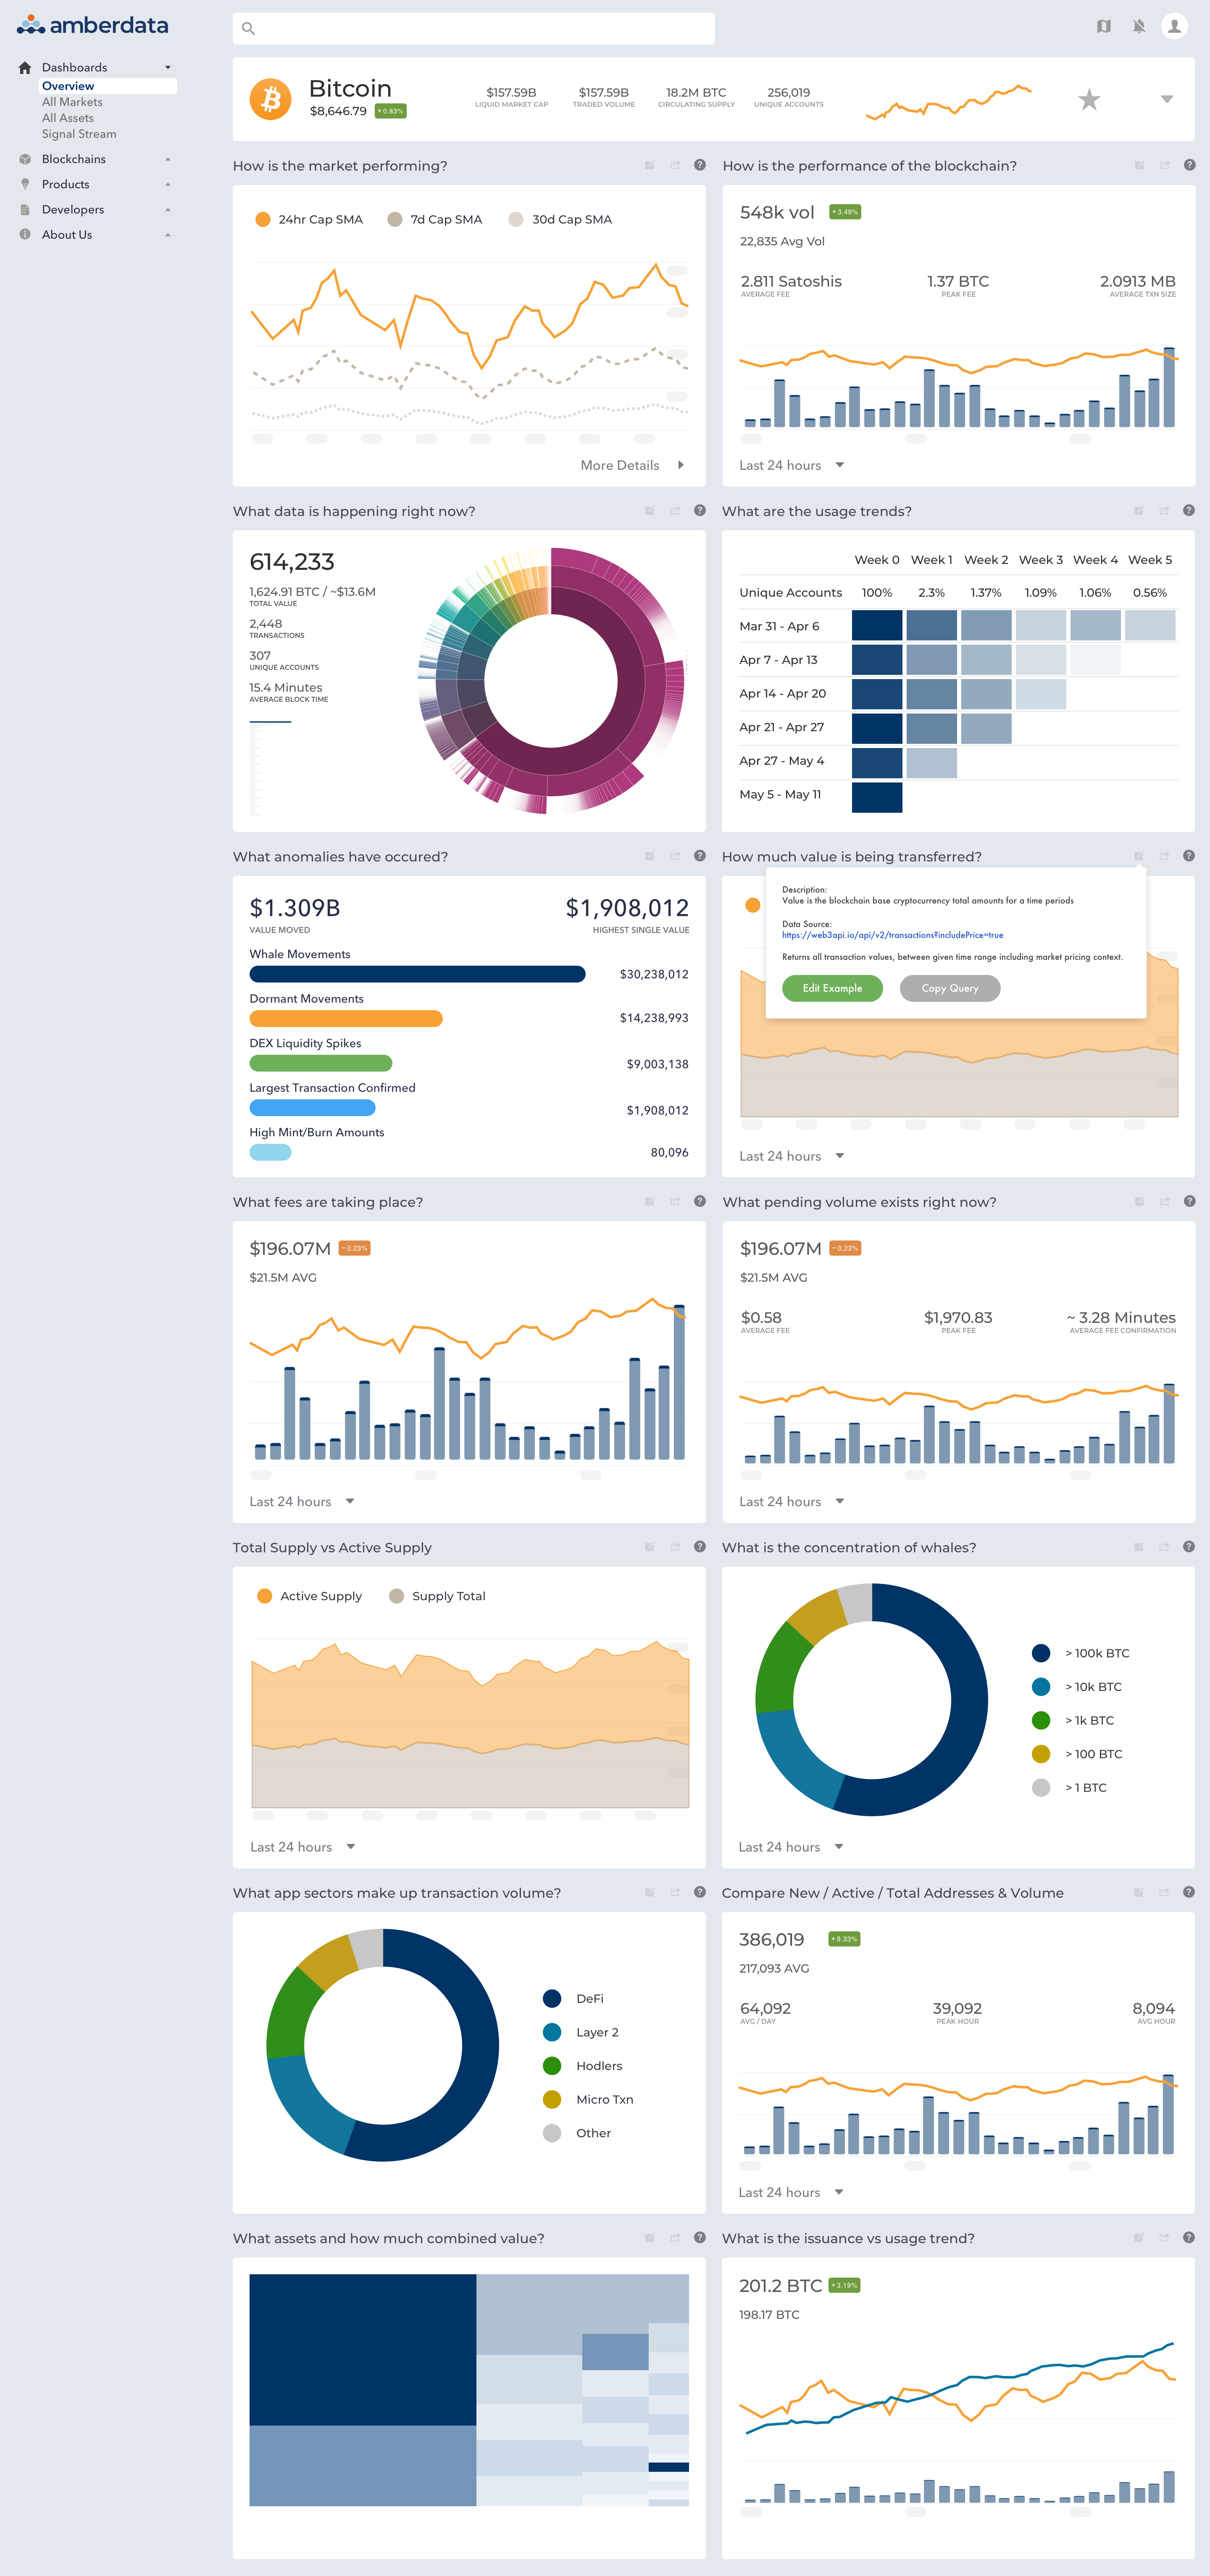 amberdata
Dashboards
Overview
All Markets
All Assets
Signal Stream
Blockchains
Products
Developers
About Us
Bitcoin
$8,646.79 +0.83%
$157.59B
LIQUID MARKET CAP
$157.59B
TRADED VOLUME
18.2M BTC
CIRCULATING SUPPLY
256,019
UNIQUE ACCOUNTS
How is the market performing?
24hr Cap SMA 7d Cap SMA 30d Cap SMA
More Details
How is the performance of the blockchain?
548k vol +3.49%
22,835 Avg Vol
2.811 Satoshis 1.37 BTC 2.0913 MB
AVERAGE FEE PEAK FEE AVERAGE TXN SIZE
Last 24 hours
What data is happening right now?
614,233
1,624.91 BTC / ~$13.6M
TOTAL VALUE
2,448
TRANSACTIONS
307
UNIQUE ACCOUNTS
15.4 Minutes
AVERAGE BLOCK TIME
What are the usage trends?
Week 0 Week 1 Week 2 Week 3 Week 4 Week 5
Unique Accounts 100% 2.3% 1.37% 1.09% 1.06% 0.56%
Mar 31 - Apr 6
Apr 7 - Apr 13
Apr 14 - Apr 20
Apr 21 - Apr 27
Apr 27 - May 4
May 5 - May 11
What anomalies have occured?
$1.309B $1,908,012
VALUE MOVED HIGHEST SINGLE VALUE
Whale Movements
$30,238,012
Dormant Movements
$14,238,993
DEX Liquidity Spikes
$9,003,138
Largest Transaction Confirmed
$1,908,012
High Mint/Burn Amounts
80,096
How much value is being transferred?
Description:
Value is the blockchain base cryptocurrency total amounts for a time periods
Data Source:
https://web3api.io/api/v2/transactions?includePrice=true
Returns all transaction values, between given time range including market pricing context.
Edit Example Copy Query
Last 24 hours
What fees are taking place?
$196.07M -0.23%
$21.5M AVG
Last 24 hours
What pending volume exists right now?
$196.07M -0.23%
$21.5M AVG
$0.58 $1,970.83 ~ 3.28 Minutes
AVERAGE FEE PEAK FEE AVERAGE FEE CONFIRMATION
Last 24 hours
Total Supply vs Active Supply
Active Supply Supply Total
Last 24 hours
What is the concentration of whales?
> 100k BTC
> 10k BTC
> 1k BTC
> 100 BTC
> 1 BTC
Last 24 hours
What app sectors make up transaction volume?
DeFi
Layer 2
Hodlers
Micro Txn
Other
Compare New / Active / Total Addresses & Volume
386,019 +9.33%
217,093 AVG
64,092 39,092 8,094
AVG / DAY PEAK HOUR AVG HOUR
Last 24 hours
What assets and how much combined value?
What is the issuance vs usage trend?
201.2 BTC +3.19%
198.17 BTC